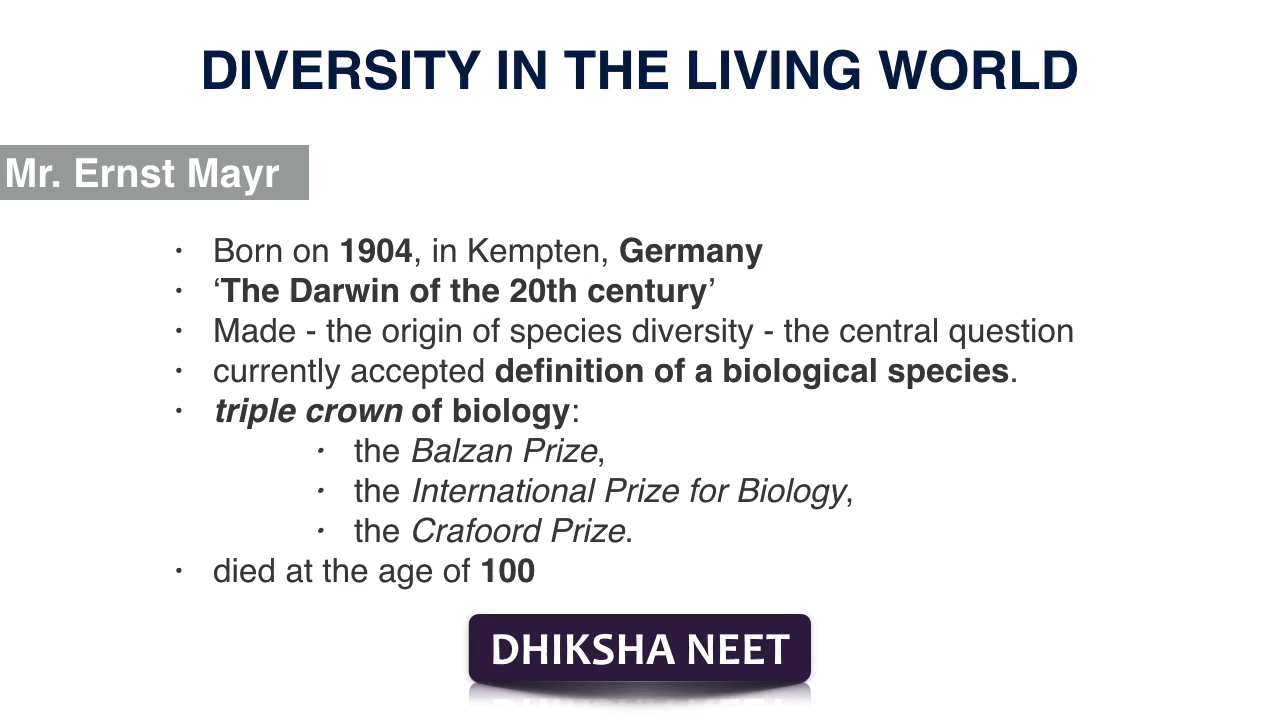 DIVERSITY IN THE LIVING WORLD
Mr. Ernst Mayr
· Born on 1904, in Kempten, Germany
· ‘The Darwin of the 20th century’
· Made - the origin of species diversity - the central question
· currently accepted definition of a biological species.
· triple crown of biology:
· the Balzan Prize,
· the International Prize for Biology,
· the Crafoord Prize.
· died at the age of 100
DHIKSHA NEET